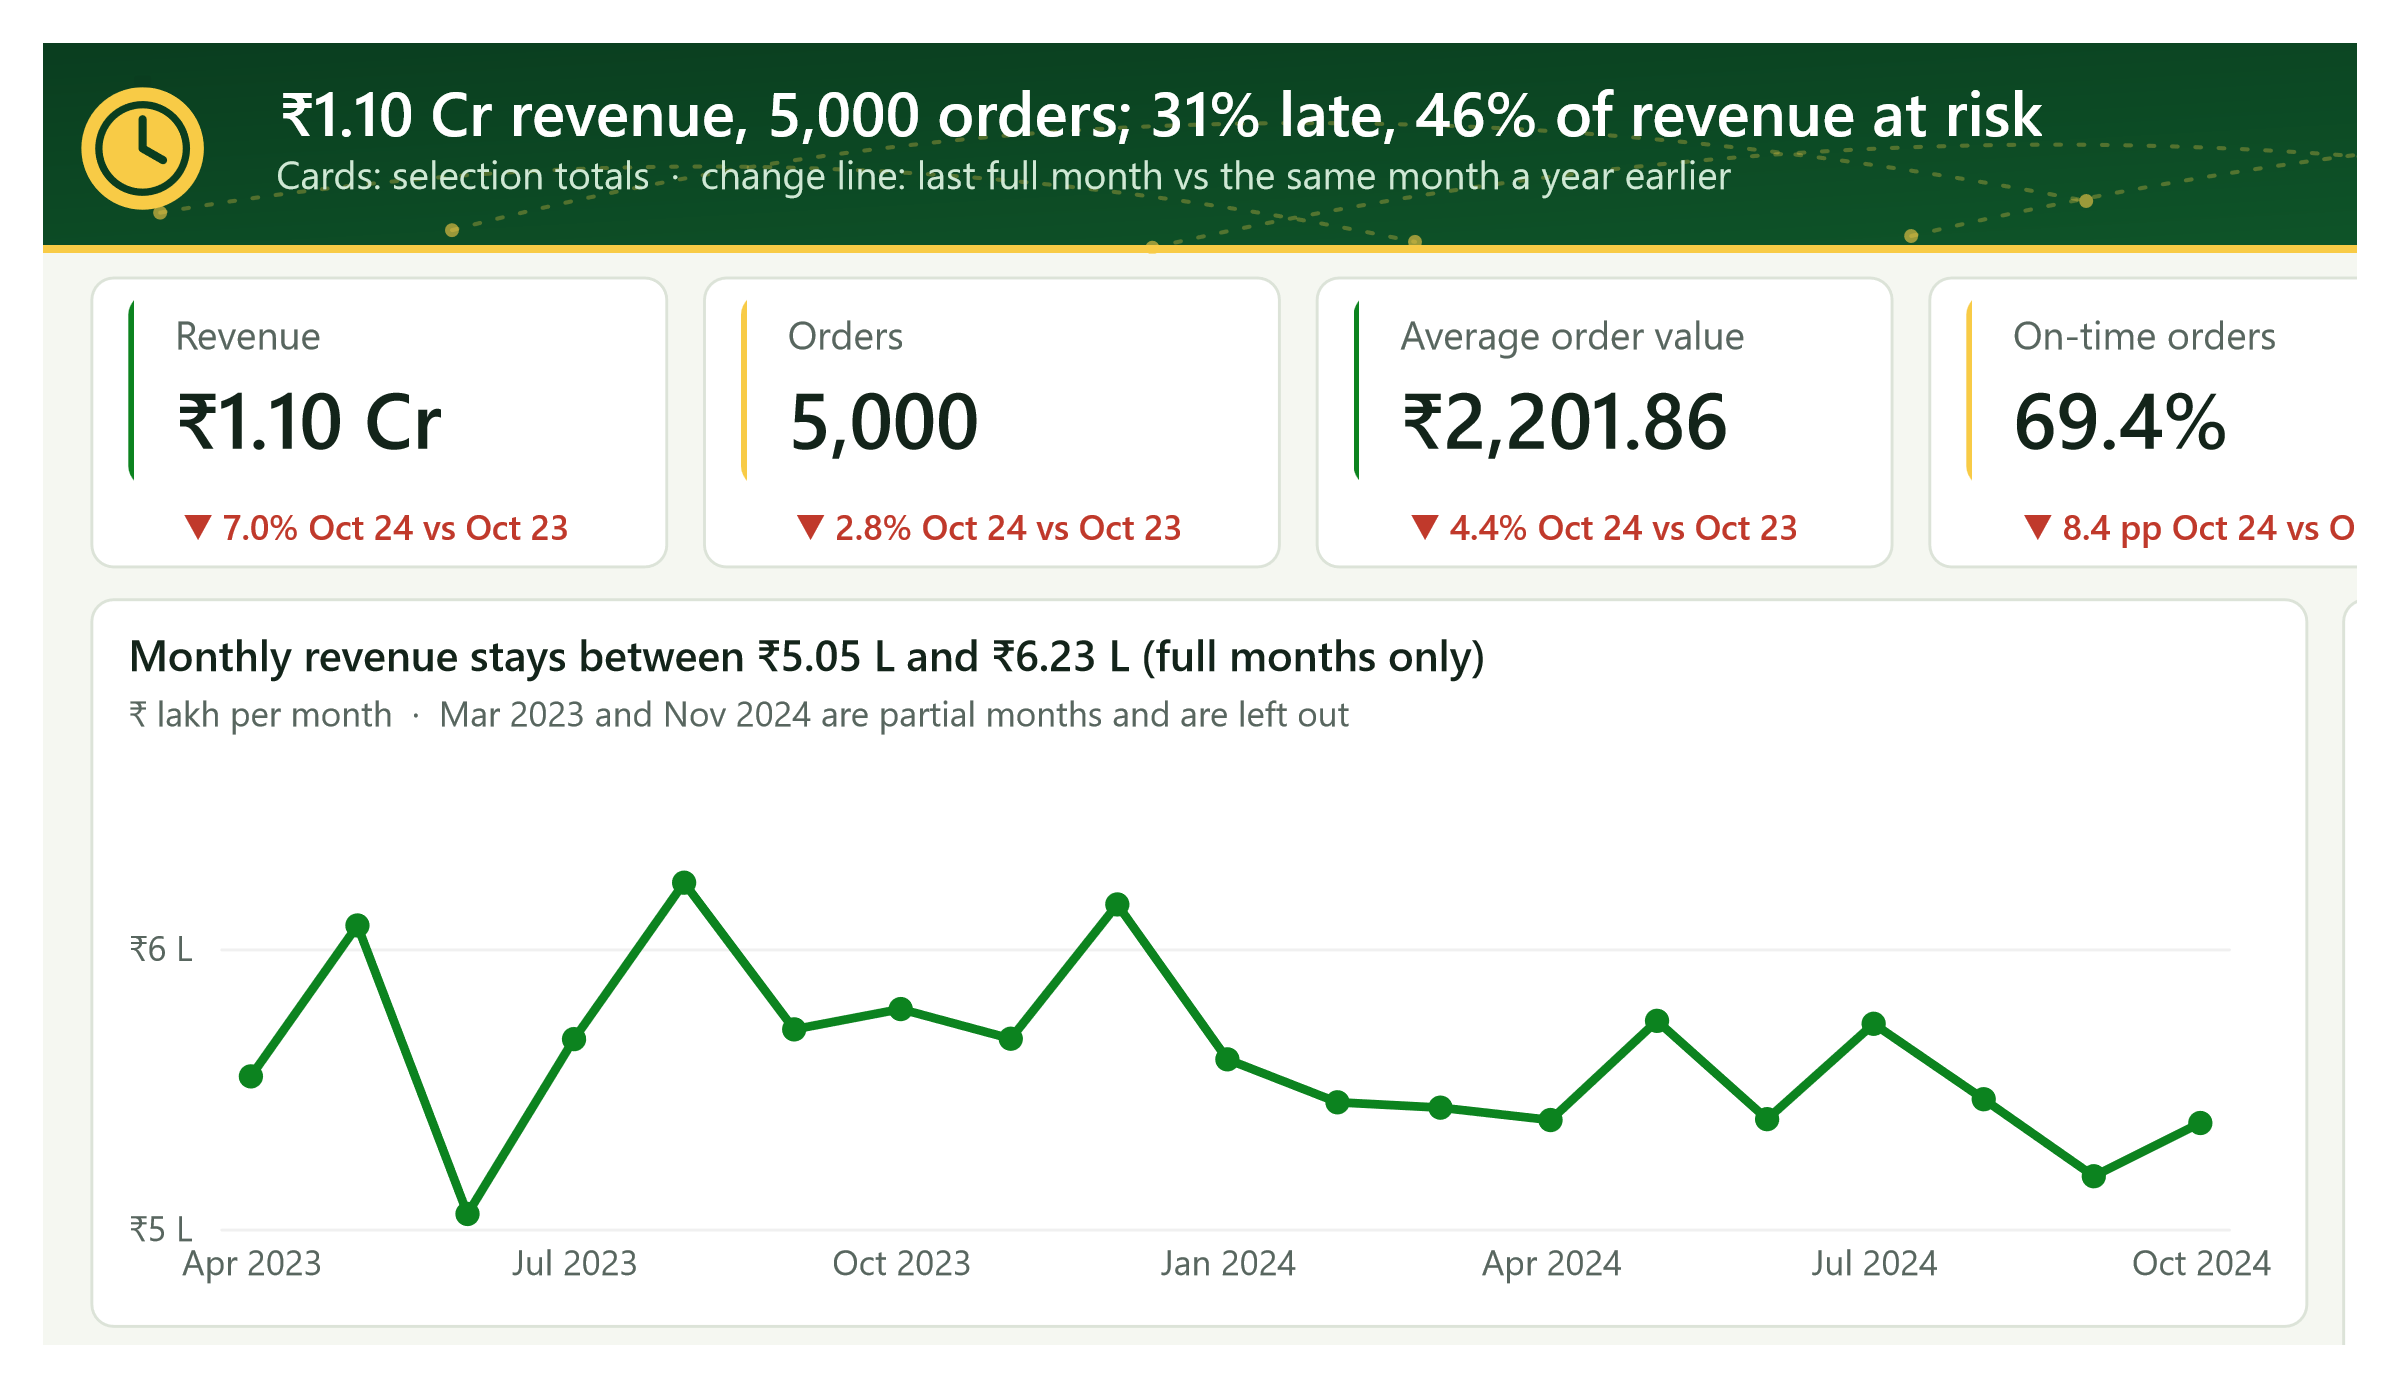 ₹1.10 Cr revenue, 5,000 orders; 31% late, 46% of revenue at risk
Cards: selection totals · change line: last full month vs the same month a year earlier
Revenue
₹1.10 Cr
▼ 7.0% Oct 24 vs Oct 23
Orders
5,000
▼ 2.8% Oct 24 vs Oct 23
Average order value
₹2,201.86
▼ 4.4% Oct 24 vs Oct 23
On-time orders
69.4%
▼ 8.4 pp Oct 24 vs O
Monthly revenue stays between ₹5.05 L and ₹6.23 L (full months only)
₹ lakh per month · Mar 2023 and Nov 2024 are partial months and are left out
₹6 L
₹5 L
Apr 2023 Jul 2023 Oct 2023 Jan 2024 Apr 2024 Jul 2024 Oct 2024